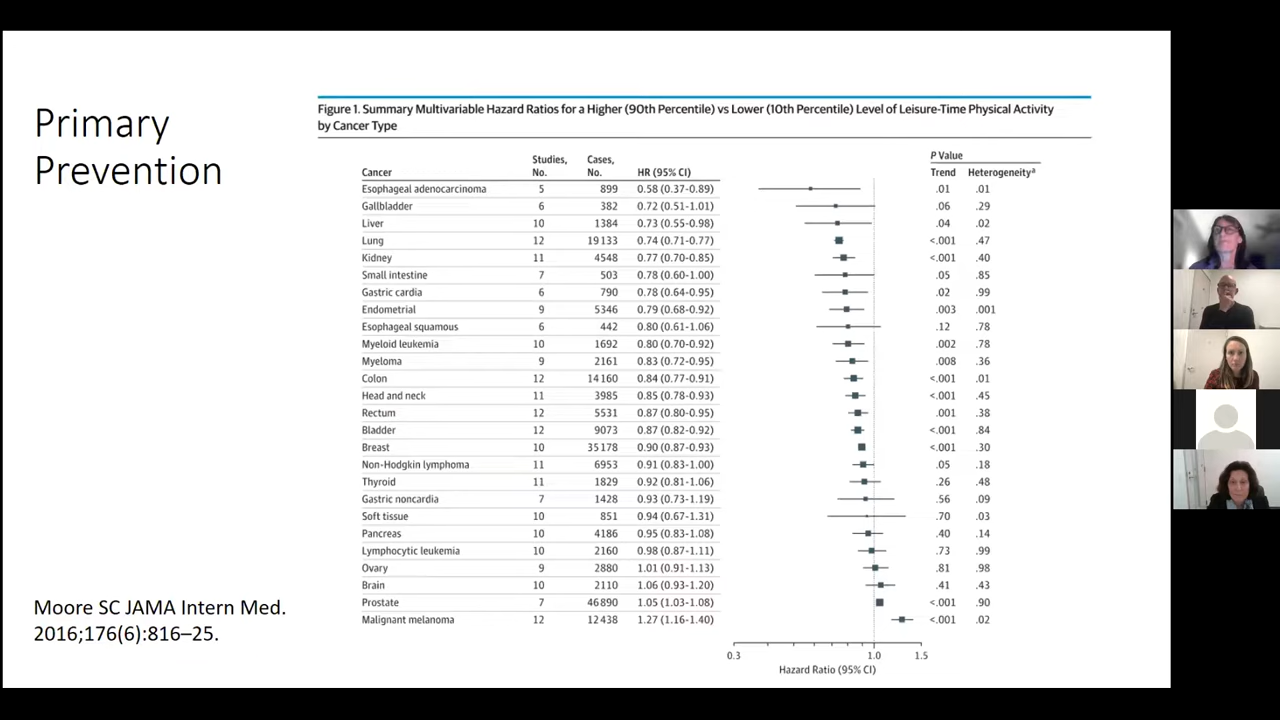 Primary
Prevention
Figure 1. Summary Multivariable Hazard Ratios for a Higher (90th Percentile) vs Lower (10th Percentile) Level of Leisure-Time Physical Activity
by Cancer Type
P Value
Cancer Studies, No. Cases, No. HR (95% CI) Trend Heterogeneityᵃ
Esophageal adenocarcinoma 5 899 0.58 (0.37-0.89) .01 .01
Gallbladder 6 382 0.72 (0.51-1.01) .06 .29
Liver 10 1384 0.73 (0.55-0.98) .04 .02
Lung 12 19 133 0.74 (0.71-0.77) <.001 .47
Kidney 11 4548 0.77 (0.70-0.85) <.001 .40
Small intestine 7 503 0.78 (0.60-1.00) .05 .85
Gastric cardia 6 790 0.78 (0.64-0.95) .02 .99
Endometrial 9 5346 0.79 (0.68-0.92) .003 .001
Esophageal squamous 6 442 0.80 (0.61-1.06) .12 .78
Myeloid leukemia 10 1692 0.80 (0.70-0.92) .002 .78
Myeloma 9 2161 0.83 (0.72-0.95) .008 .36
Colon 12 14 160 0.84 (0.77-0.91) <.001 .01
Head and neck 11 3985 0.85 (0.78-0.93) <.001 .45
Rectum 12 5531 0.87 (0.80-0.95) .001 .38
Bladder 12 9073 0.87 (0.82-0.92) <.001 .84
Breast 10 35 178 0.90 (0.87-0.93) <.001 .30
Non-Hodgkin lymphoma 11 6953 0.91 (0.83-1.00) .05 .18
Thyroid 11 1829 0.92 (0.81-1.06) .26 .48
Gastric noncardia 7 1428 0.93 (0.73-1.19) .56 .09
Soft tissue 10 851 0.94 (0.67-1.31) .70 .03
Pancreas 10 4186 0.95 (0.83-1.08) .40 .14
Lymphocytic leukemia 10 2160 0.98 (0.87-1.11) .73 .99
Ovary 9 2880 1.01 (0.91-1.13) .81 .98
Brain 10 2110 1.06 (0.93-1.20) .41 .43
Prostate 7 46 890 1.05 (1.03-1.08) <.001 .90
Malignant melanoma 12 12 438 1.27 (1.16-1.40) <.001 .02
0.3 1.0 1.5
Hazard Ratio (95% CI)
Moore SC JAMA Intern Med.
2016;176(6):816–25.